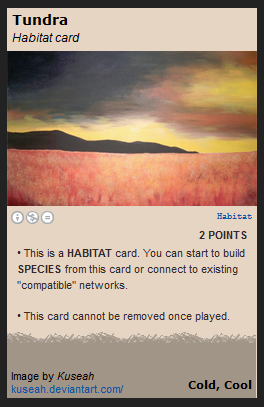 Tundra
Habitat card
Habitat
2 POINTS
• This is a HABITAT card. You can start to build
SPECIES from this card or connect to existing
"compatible" networks.
• This card cannot be removed once played.
Image by Kuseah
kuseah.deviantart.com/
Cold, Cool